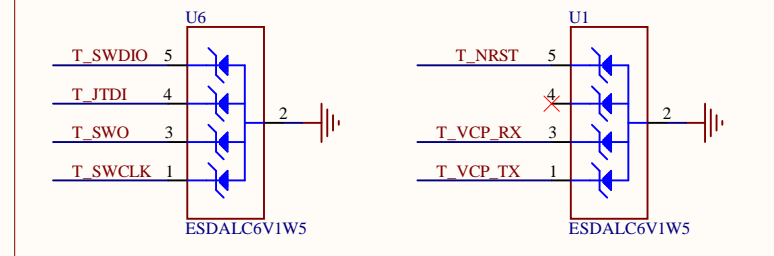 U6
T_SWDIO 5
T_JTDI 4
T_SWO 3
T_SWCLK 1
2
ESDALC6V1W5
U1
T_NRST 5
4
T_VCP_RX 3
T_VCP_TX 1
2
ESDALC6V1W5